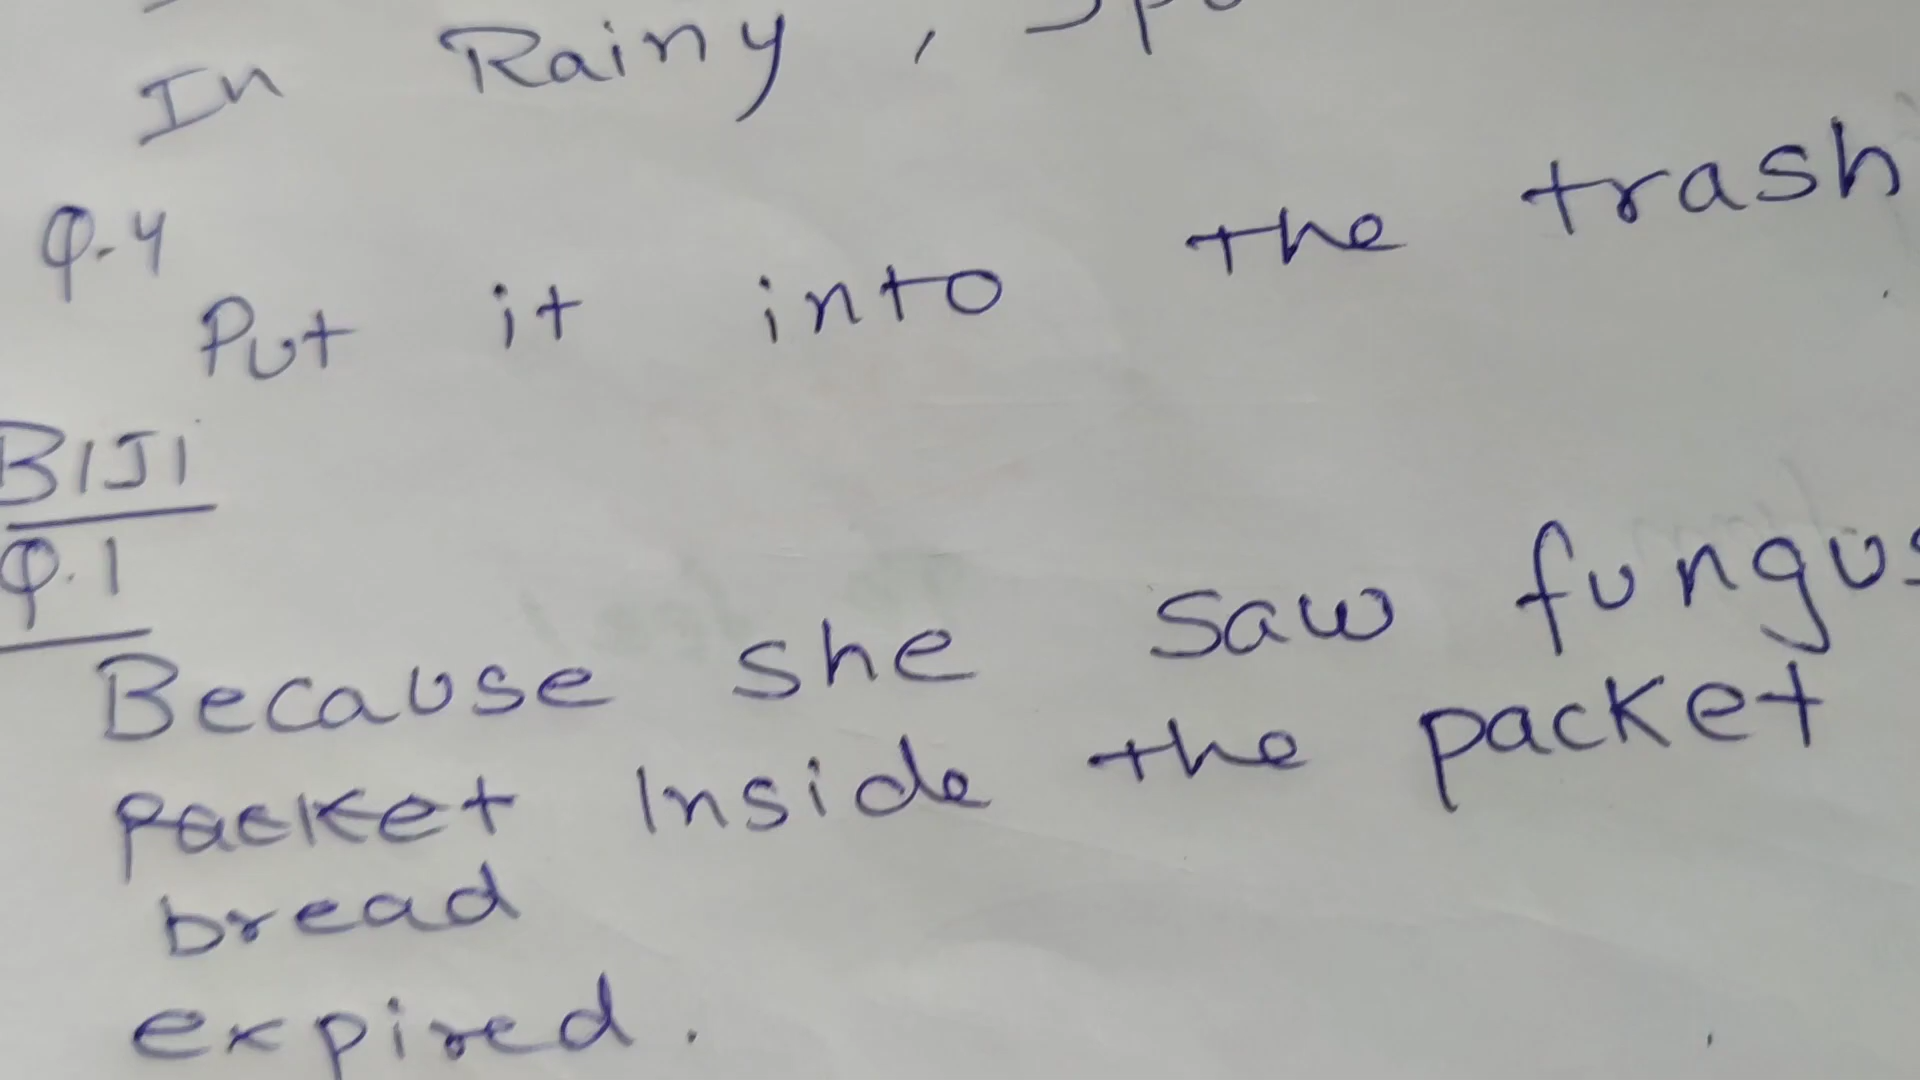 In Rainy,
Q.4
Put it into the trash
BIJI
Q.1
Because she saw fungus
packet Inside the packet
bread
expired.